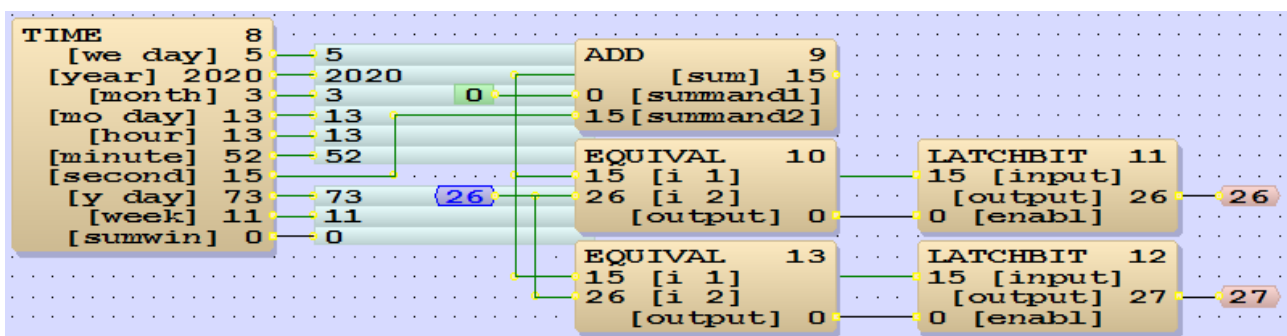 TIME 8
[we day] 5
[year] 2020
[month] 3
[mo day] 13
[hour] 13
[minute] 52
[second] 15
[y day] 73
[week] 11
[sumwin] 0
5
2020
3
13
13
52
73
11
0
0
26
ADD 9
[sum] 15
0 [summand1]
15[summand2]
EQUIVAL 10
15 [i 1]
26 [i 2]
[output] 0
EQUIVAL 13
15 [i 1]
26 [i 2]
[output] 0
LATCHBIT 11
15 [input]
[output] 26
0 [enabl]
26
LATCHBIT 12
15 [input]
[output] 27
0 [enabl]
27